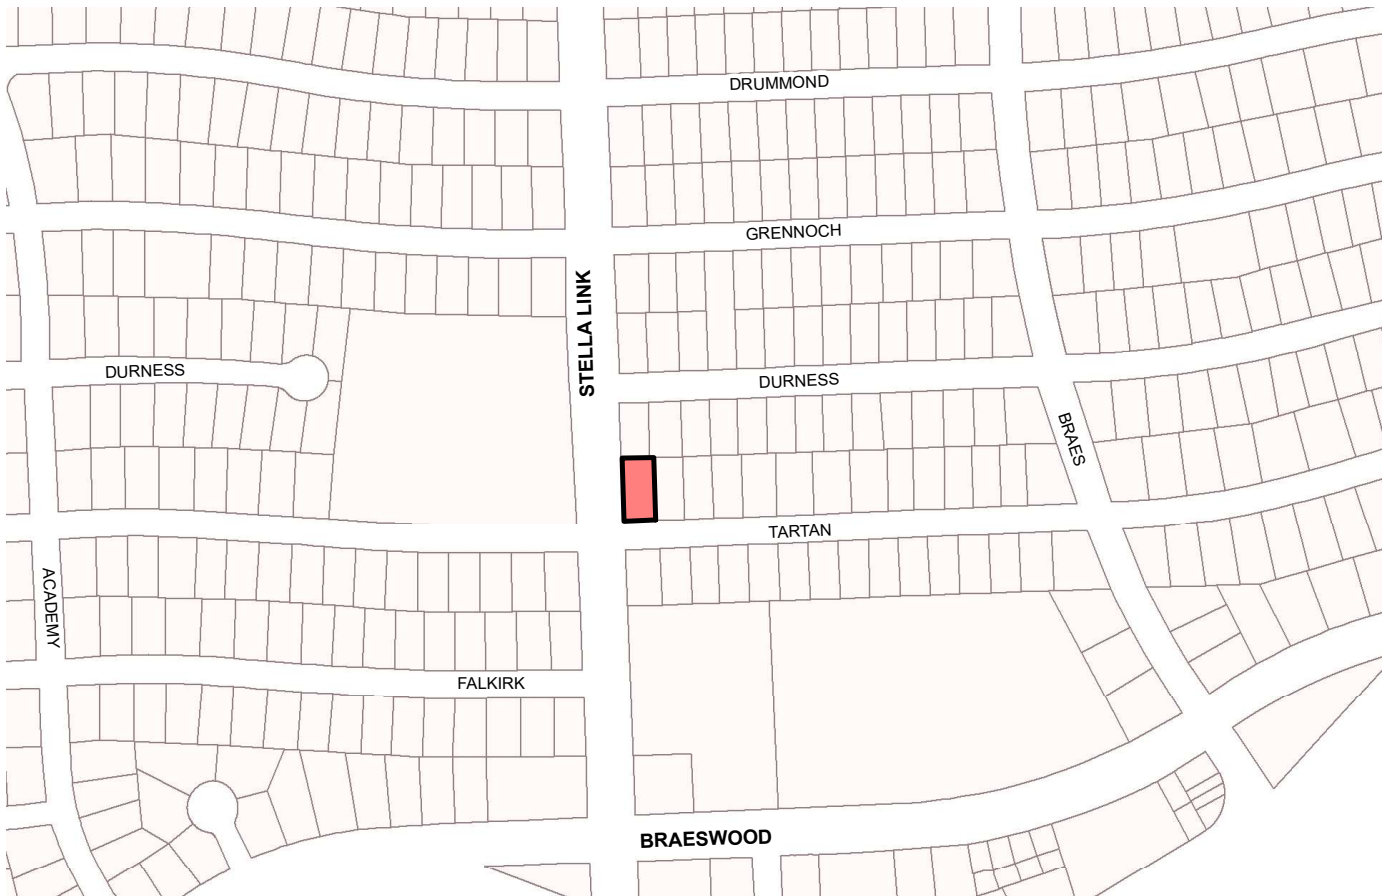 DRUMMOND
GRENNOCH
STELLA LINK
DURNESS
DURNESS
BRAES
TARTAN
ACADEMY
FALKIRK
BRAESWOOD